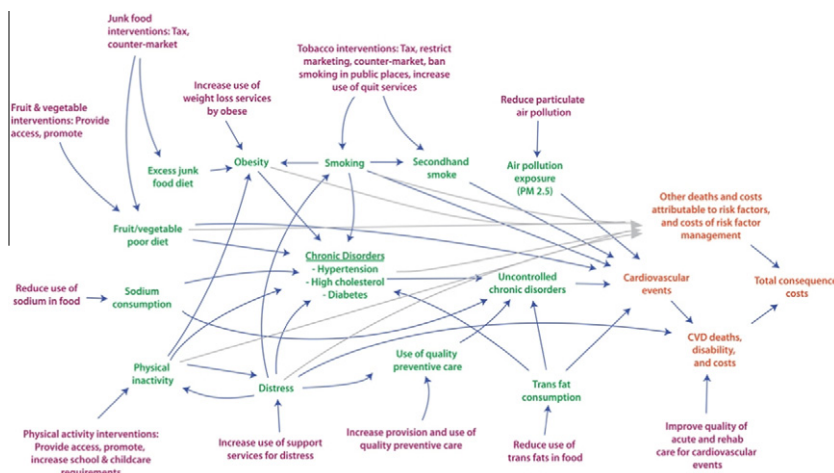 Junk food
interventions: Tax,
counter-market
Tobacco interventions: Tax, restrict
marketing, counter-market, ban
smoking in public places, increase
use of quit services
Increase use of
weight loss services
by obese
Reduce particulate
air pollution
Fruit & vegetable
interventions: Provide
access, promote
Excess junk
food diet
Obesity
Smoking
Secondhand
smoke
Air pollution
exposure
(PM 2.5)
Other deaths and costs
attributable to risk factors,
and costs of risk factor
management
Fruit/vegetable
poor diet
Chronic Disorders
- Hypertension
- High cholesterol
- Diabetes
Uncontrolled
chronic disorders
Cardiovascular
events
Total consequence
costs
Reduce use of
sodium in food
Sodium
consumption
CVD deaths,
disability,
and costs
Physical
inactivity
Distress
Use of quality
preventive care
Trans fat
consumption
Physical activity interventions:
Provide access, promote,
increase school & childcare
requirements
Increase use of support
services for distress
Increase provision and use of
quality preventive care
Reduce use of
trans fats in food
Improve quality of
acute and rehab
care for cardiovascular
events